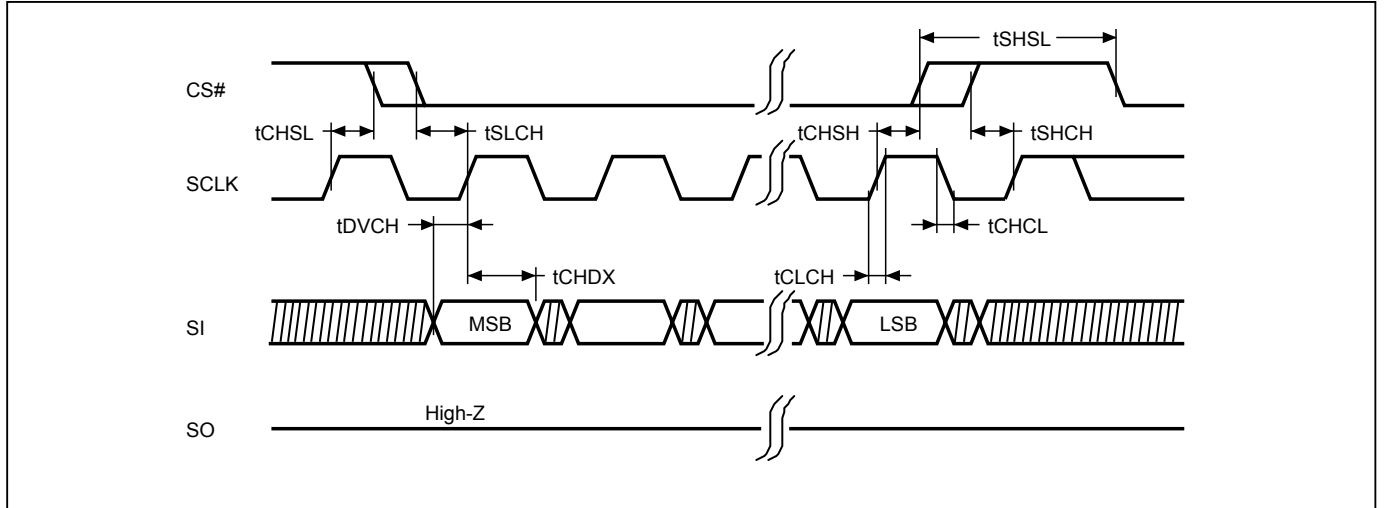 tSHSL
CS#
tCHSL
tSLCH
tCHSH
tSHCH
SCLK
tDVCH
tCHCL
tCHDX
tCLCH
SI
MSB
LSB
High-Z
SO